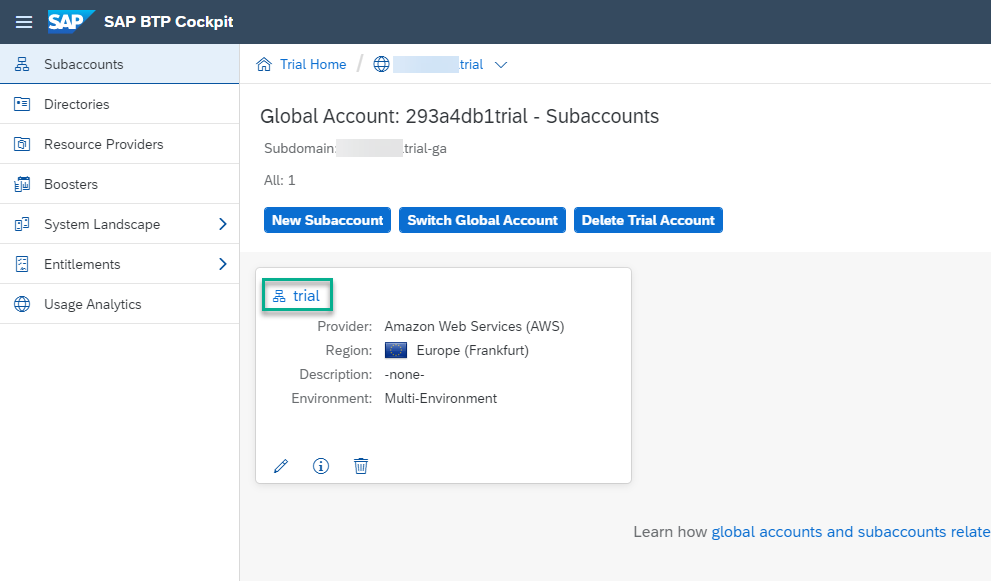 SAP SAP BTP Cockpit
Subaccounts
Directories
Resource Providers
Boosters
System Landscape
Entitlements
Usage Analytics
Trial Home / trial
Global Account: 293a4db1trial - Subaccounts
Subdomain: trial-ga
All: 1
New Subaccount Switch Global Account Delete Trial Account
trial
Provider: Amazon Web Services (AWS)
Region: Europe (Frankfurt)
Description: -none-
Environment: Multi-Environment
Learn how global accounts and subaccounts relate